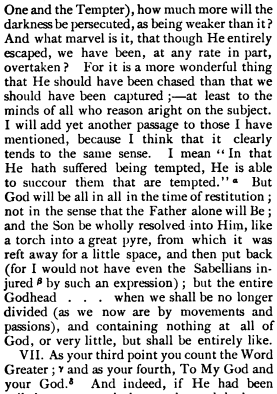 One and the Tempter), how much more will the
darkness be persecuted, as being weaker than it?
And what marvel is it, that though He entirely
escaped, we have been, at any rate in part,
overtaken? For it is a more wonderful thing
that He should have been chased than that we
should have been captured;—at least to the
minds of all who reason aright on the subject.
I will add yet another passage to those I have
mentioned, because I think that it clearly
tends to the same sense. I mean “In that
He hath suffered being tempted, He is able
to succour them that are tempted.” α But
God will be all in all in the time of restitution;
not in the sense that the Father alone will Be;
and the Son be wholly resolved into Him, like
a torch into a great pyre, from which it was
reft away for a little space, and then put back
(for I would not have even the Sabellians in-
jured β by such an expression); but the entire
Godhead . . . when we shall be no longer
divided (as we now are by movements and
passions), and containing nothing at all of
God, or very little, but shall be entirely like.
VII. As your third point you count the Word
Greater; γ and as your fourth, To My God and
your God.δ And indeed, if He had been